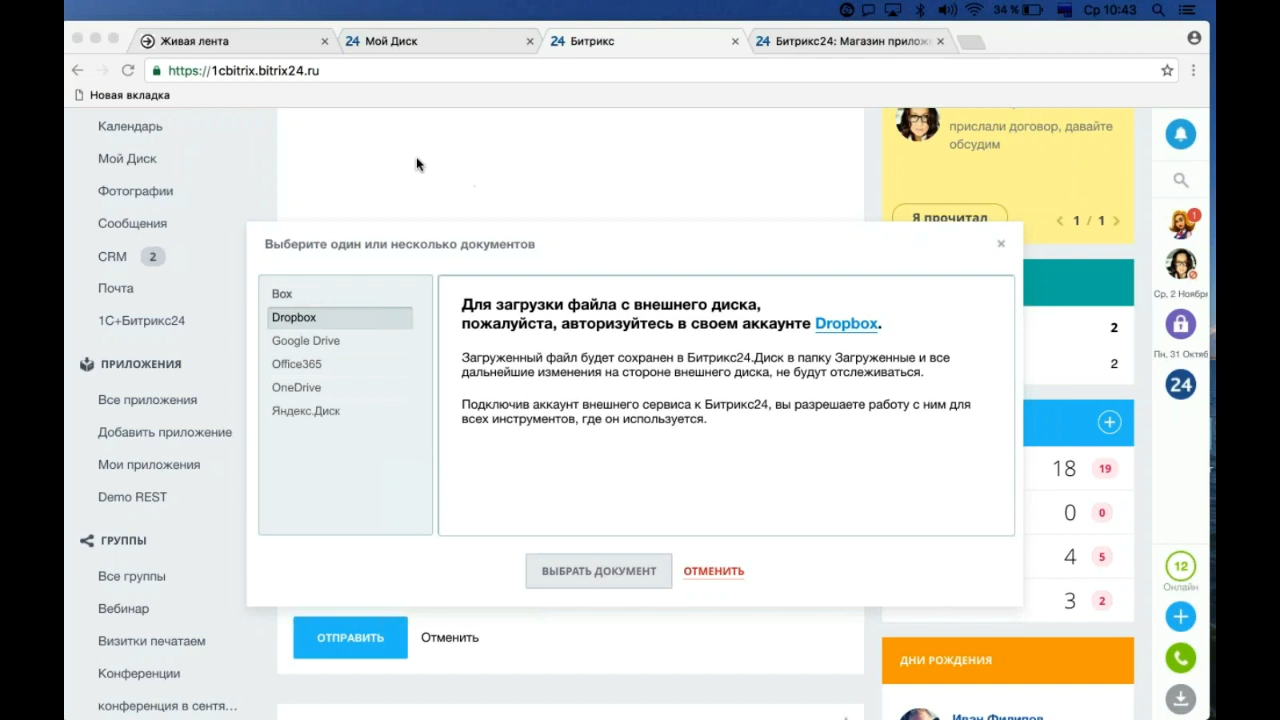 34 %
Ср 10:43
Живая лента
24 Мой Диск
24 Битрикс
24 Битрикс24: Магазин прилож
https://1cbitrix.bitrix24.ru
Новая вкладка
Календарь
Мой Диск
Фотографии
Сообщения
CRM 2
Почта
1С+Битрикс24
ПРИЛОЖЕНИЯ
Все приложения
Добавить приложение
Мои приложения
Demo REST
ГРУППЫ
Все группы
Вебинар
Визитки печатаем
Конференции
конференция в сентя...
Выберите один или несколько документов
Box
Dropbox
Google Drive
Office365
OneDrive
Яндекс.Диск
Для загрузки файла с внешнего диска,
пожалуйста, авторизуйтесь в своем аккаунте Dropbox.
Загруженный файл будет сохранен в Битрикс24.Диск в папку Загруженные и все
дальнейшие изменения на стороне внешнего диска, не будут отслеживаться.
Подключив аккаунт внешнего сервиса к Битрикс24, вы разрешаете работу с ним для
всех инструментов, где он используется.
ВЫБРАТЬ ДОКУМЕНТ
ОТМЕНИТЬ
ОТПРАВИТЬ
Отменить
прислали договор, давайте
обсудим
Я прочитал
1 / 1
2
2
18 19
0 0
4 5
3 2
ДНИ РОЖДЕНИЯ
Иван Филипов
1
Ср, 2 Ноября
Пн, 31 Октяб
24
12
Онлайн